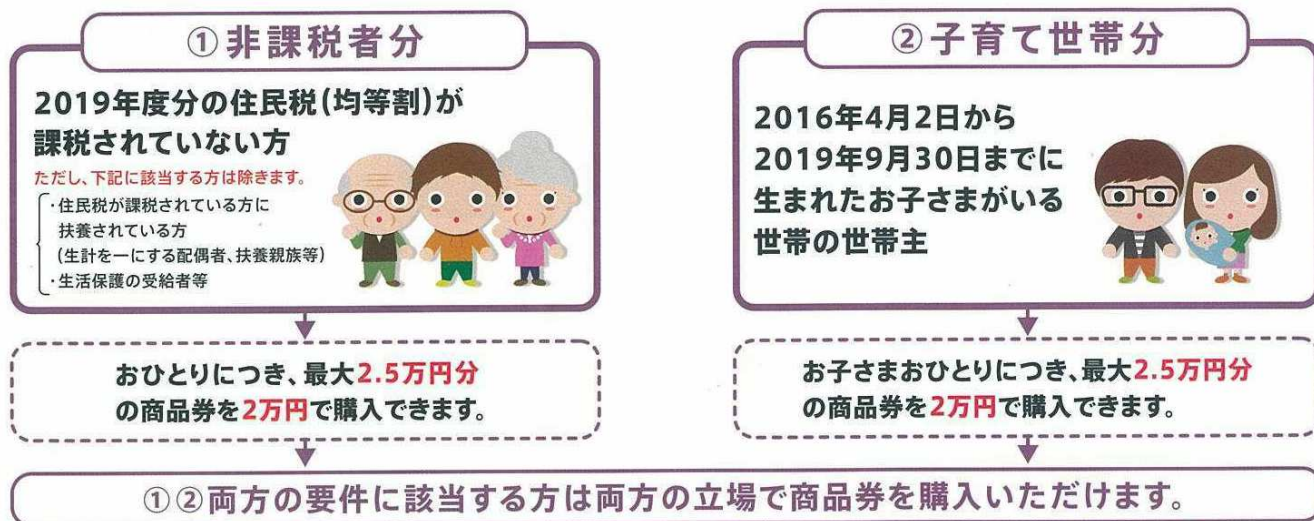 ①非課税者分
2019年度分の住民税(均等割)が
課税されていない方
ただし、下記に該当する方は除きます。
・住民税が課税されている方に
扶養されている方
(生計を一にする配偶者、扶養親族等)
・生活保護の受給者等
おひとりにつき、最大2.5万円分
の商品券を2万円で購入できます。
②子育て世帯分
2016年4月2日から
2019年9月30日までに
生まれたお子さまがいる
世帯の世帯主
お子さまおひとりにつき、最大2.5万円分
の商品券を2万円で購入できます。
①②両方の要件に該当する方は両方の立場で商品券を購入いただけます。